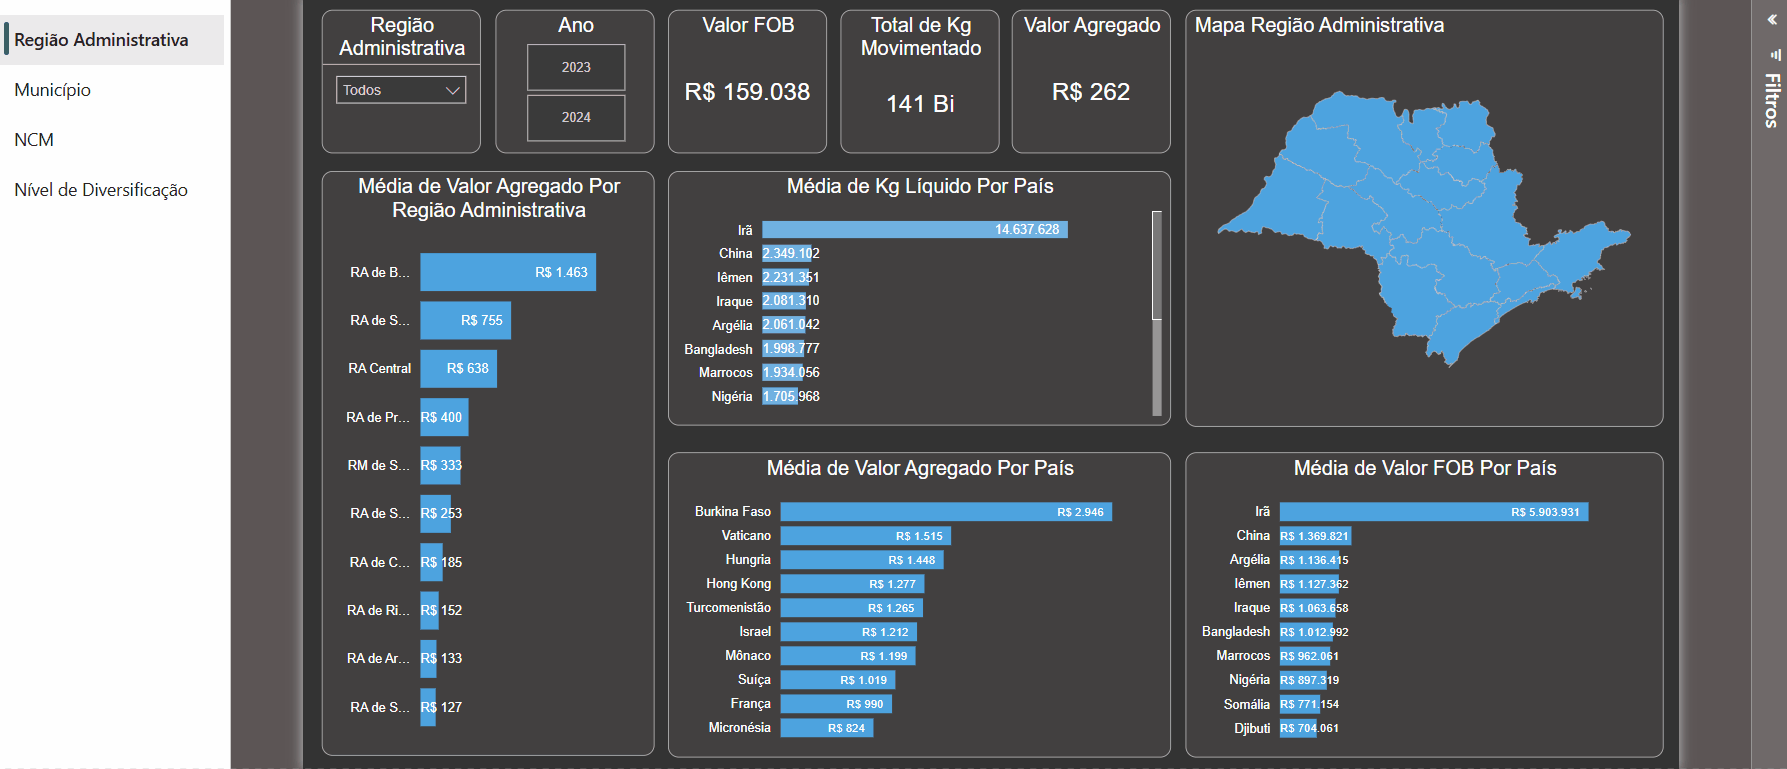 Região Administrativa
Município
NCM
Nível de Diversificação
Região
Administrativa
Todos
Ano
2023
2024
Valor FOB
R$ 159.038
Total de Kg
Movimentado
141 Bi
Valor Agregado
R$ 262
Mapa Região Administrativa
Filtros
Média de Valor Agregado Por
Região Administrativa
RA de B... R$ 1.463
RA de S... R$ 755
RA Central R$ 638
RA de Pr... R$ 400
RM de S... R$ 333
RA de S... R$ 253
RA de C... R$ 185
RA de Ri... R$ 152
RA de Ar... R$ 133
RA de S... R$ 127
Média de Kg Líquido Por País
Irã 14.637.628
China 2.349.102
Iêmen 2.231.351
Iraque 2.081.310
Argélia 2.061.042
Bangladesh 1.998.777
Marrocos 1.934.056
Nigéria 1.705.968
Média de Valor Agregado Por País
Burkina Faso R$ 2.946
Vaticano R$ 1.515
Hungria R$ 1.448
Hong Kong R$ 1.277
Turcomenistão R$ 1.265
Israel R$ 1.212
Mônaco R$ 1.199
Suíça R$ 1.019
França R$ 990
Micronésia R$ 824
Média de Valor FOB Por País
Irã R$ 5.903.931
China R$ 1.369.821
Argélia R$ 1.136.415
Iêmen R$ 1.127.362
Iraque R$ 1.063.658
Bangladesh R$ 1.012.992
Marrocos R$ 962.061
Nigéria R$ 897.319
Somália R$ 771.154
Djibuti R$ 704.061